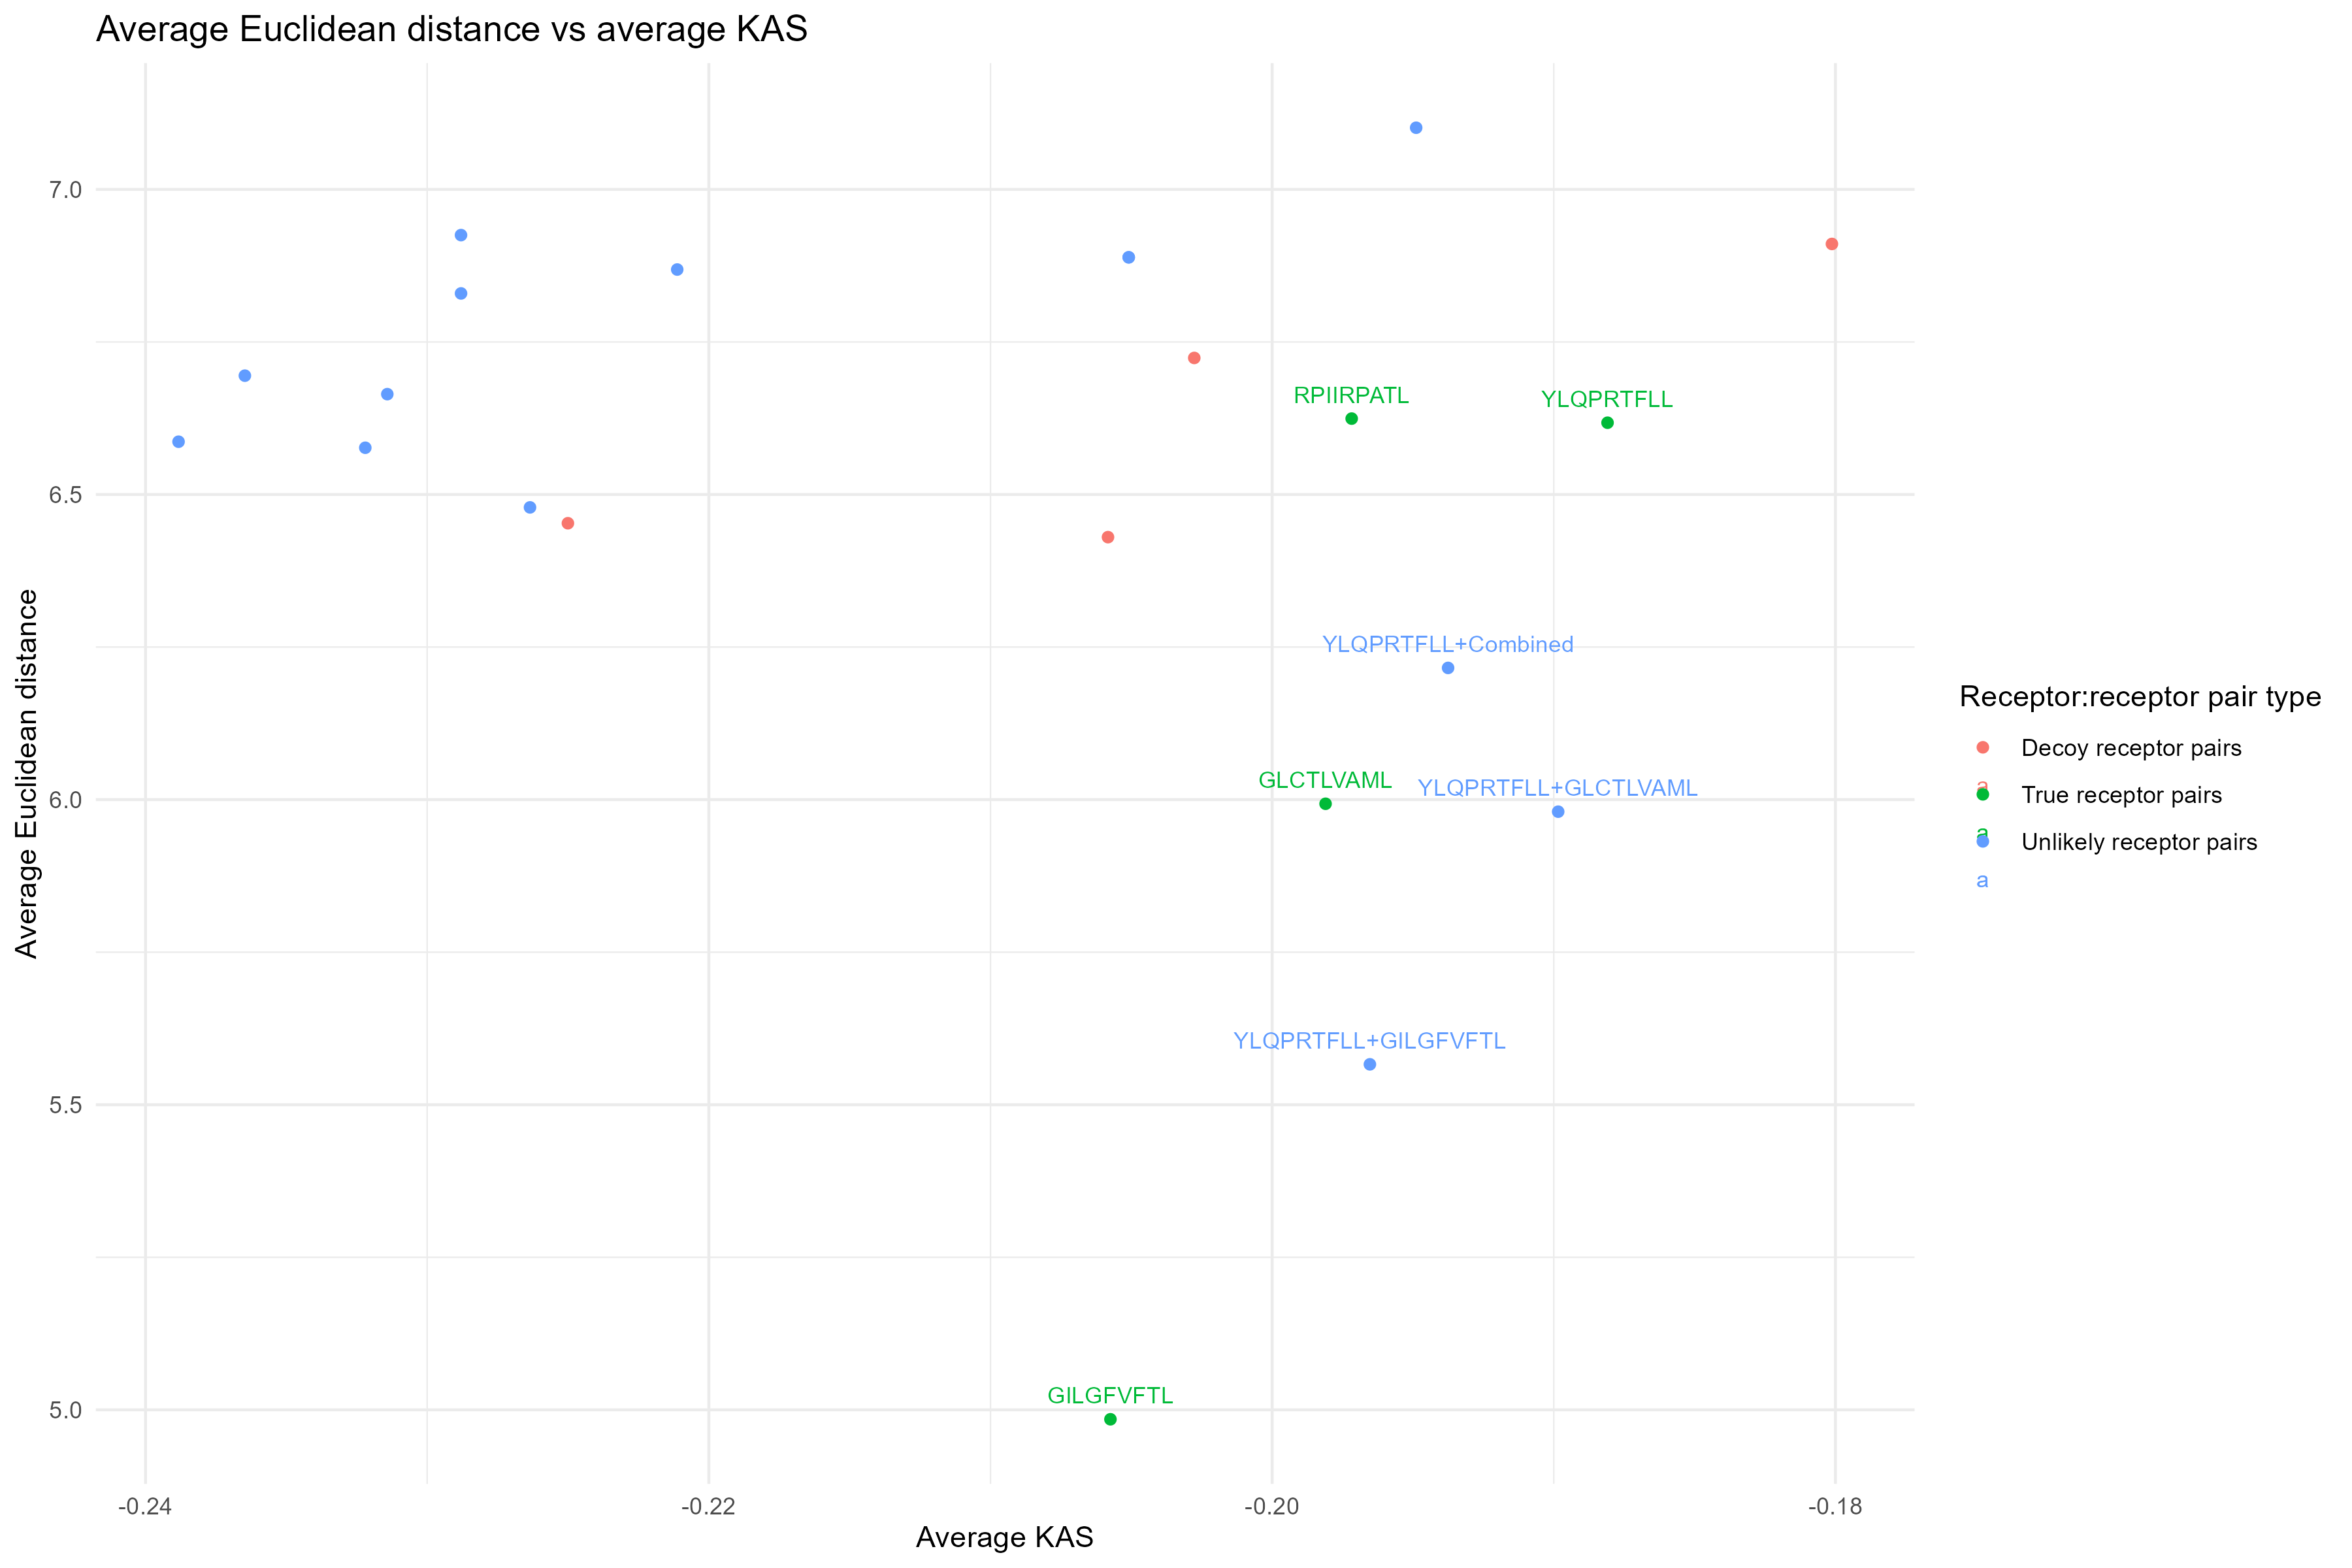 Average Euclidean distance vs average KAS
7.0
6.5
6.0
5.5
5.0
Average Euclidean distance
RPIIRPATL
YLQPRTFLL
YLQPRTFLL+Combined
GLCTLVAML
YLQPRTFLL+GLCTLVAML
YLQPRTFLL+GILGFVFTL
GILGFVFTL
-0.24
-0.22
-0.20
-0.18
Average KAS
Receptor:receptor pair type
Decoy receptor pairs
a
True receptor pairs
a
Unlikely receptor pairs
a